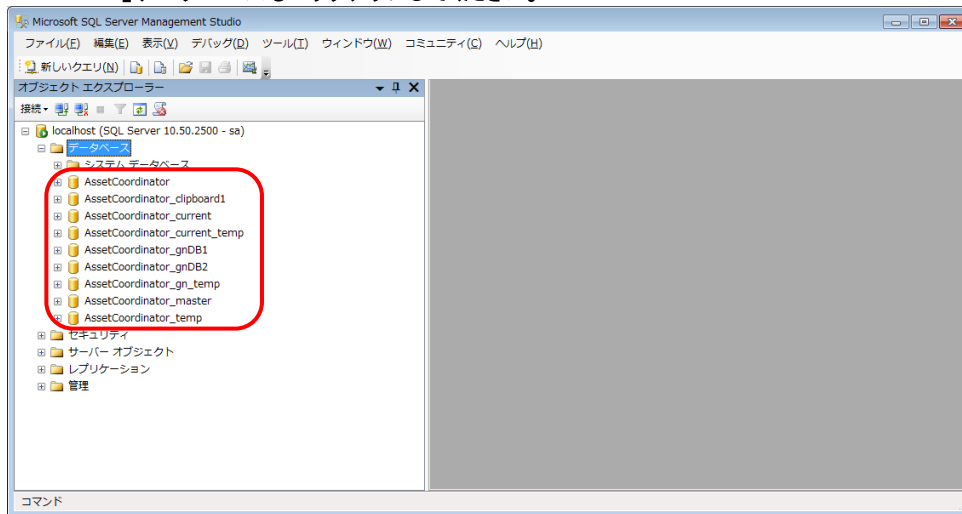 Microsoft SQL Server Management Studio
ファイル(F) 編集(E) 表示(V) デバッグ(D) ツール(T) ウィンドウ(W) コミュニティ(C) ヘルプ(H)
新しいクエリ(N)
オブジェクト エクスプローラー
接続
localhost (SQL Server 10.50.2500 - sa)
データベース
システム データベース
AssetCoordinator
AssetCoordinator_clipboard1
AssetCoordinator_current
AssetCoordinator_current_temp
AssetCoordinator_gnDB1
AssetCoordinator_gnDB2
AssetCoordinator_gn_temp
AssetCoordinator_master
AssetCoordinator_temp
セキュリティ
サーバー オブジェクト
レプリケーション
管理
コマンド